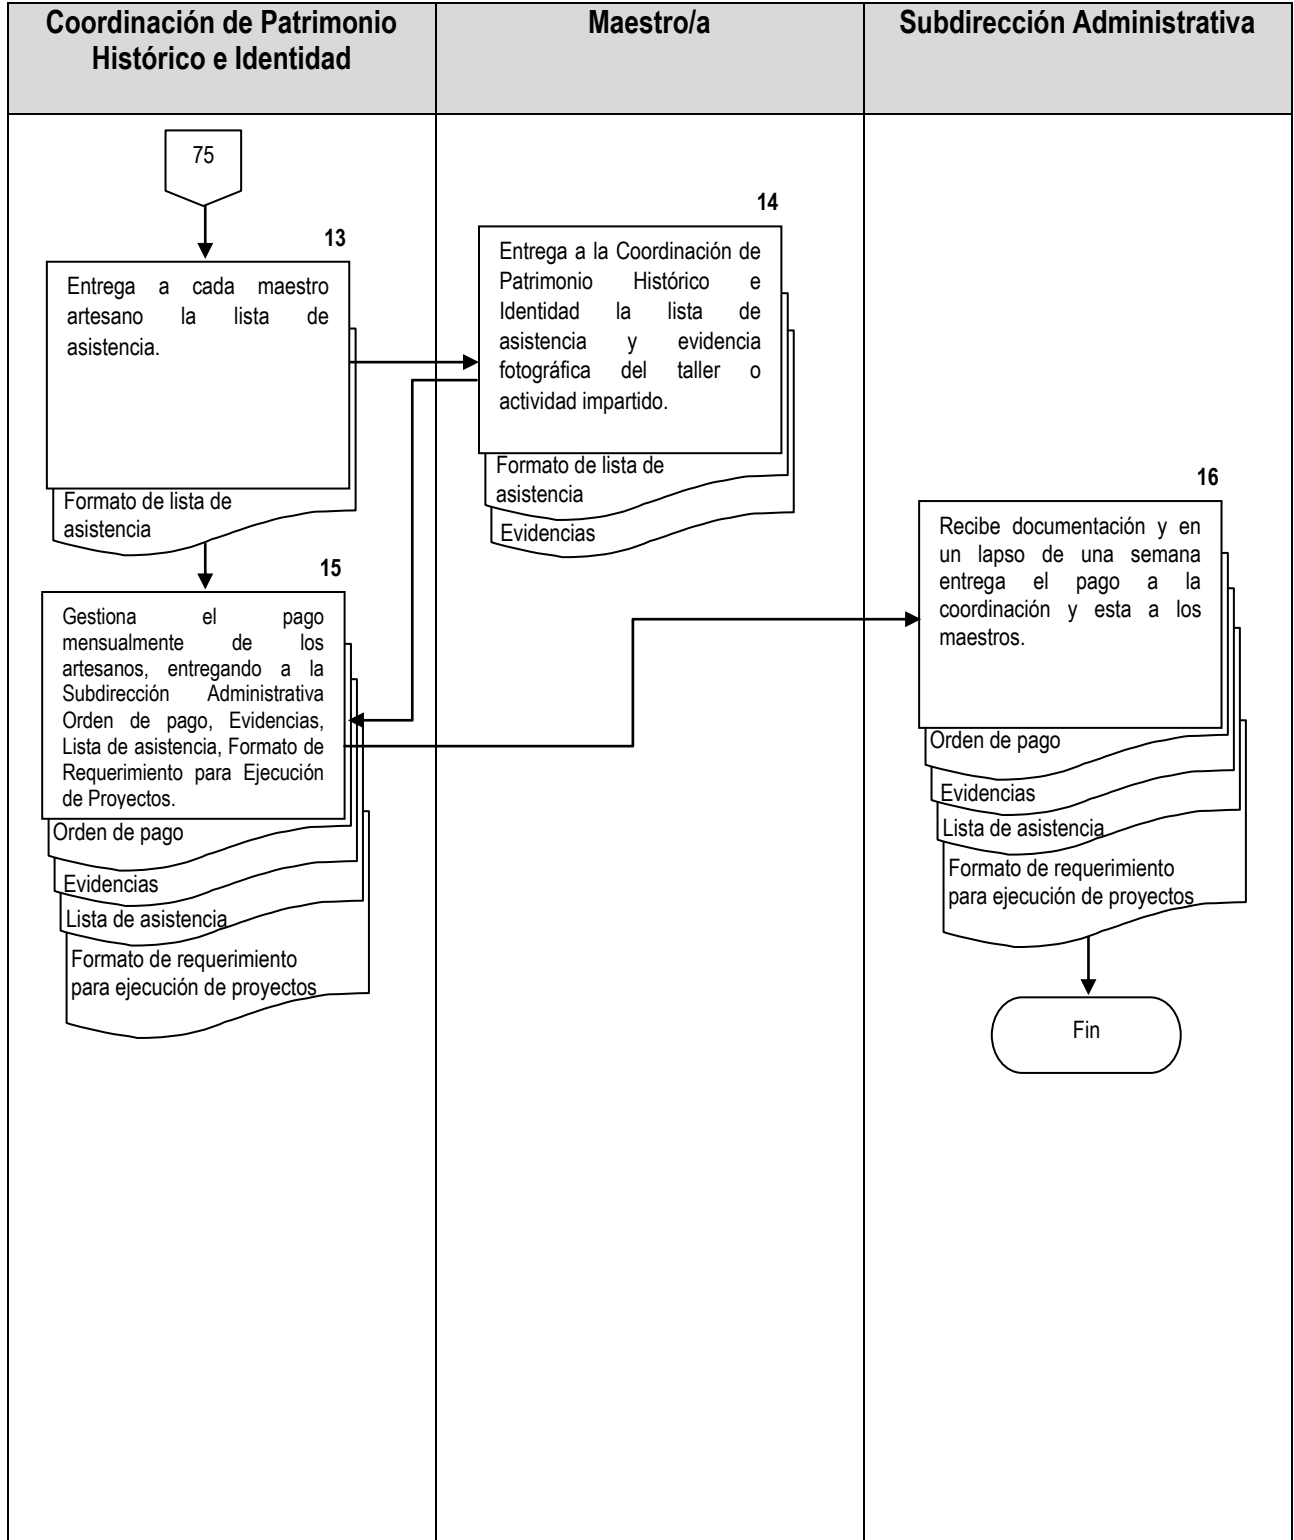 Coordinación de Patrimonio
Histórico e Identidad
Maestro/a
Subdirección Administrativa
75
13
Entrega a cada maestro
artesano la lista de
asistencia.
Formato de lista de
asistencia
14
Entrega a la Coordinación de
Patrimonio Histórico e
Identidad la lista de
asistencia y evidencia
fotográfica del taller o
actividad impartido.
Formato de lista de
asistencia
Evidencias
15
Gestiona el pago
mensualmente de los
artesanos, entregando a la
Subdirección Administrativa
Orden de pago, Evidencias,
Lista de asistencia, Formato de
Requerimiento para Ejecución
de Proyectos.
Orden de pago
Evidencias
Lista de asistencia
Formato de requerimiento
para ejecución de proyectos
16
Recibe documentación y en
un lapso de una semana
entrega el pago a la
coordinación y esta a los
maestros.
Orden de pago
Evidencias
Lista de asistencia
Formato de requerimiento
para ejecución de proyectos
Fin